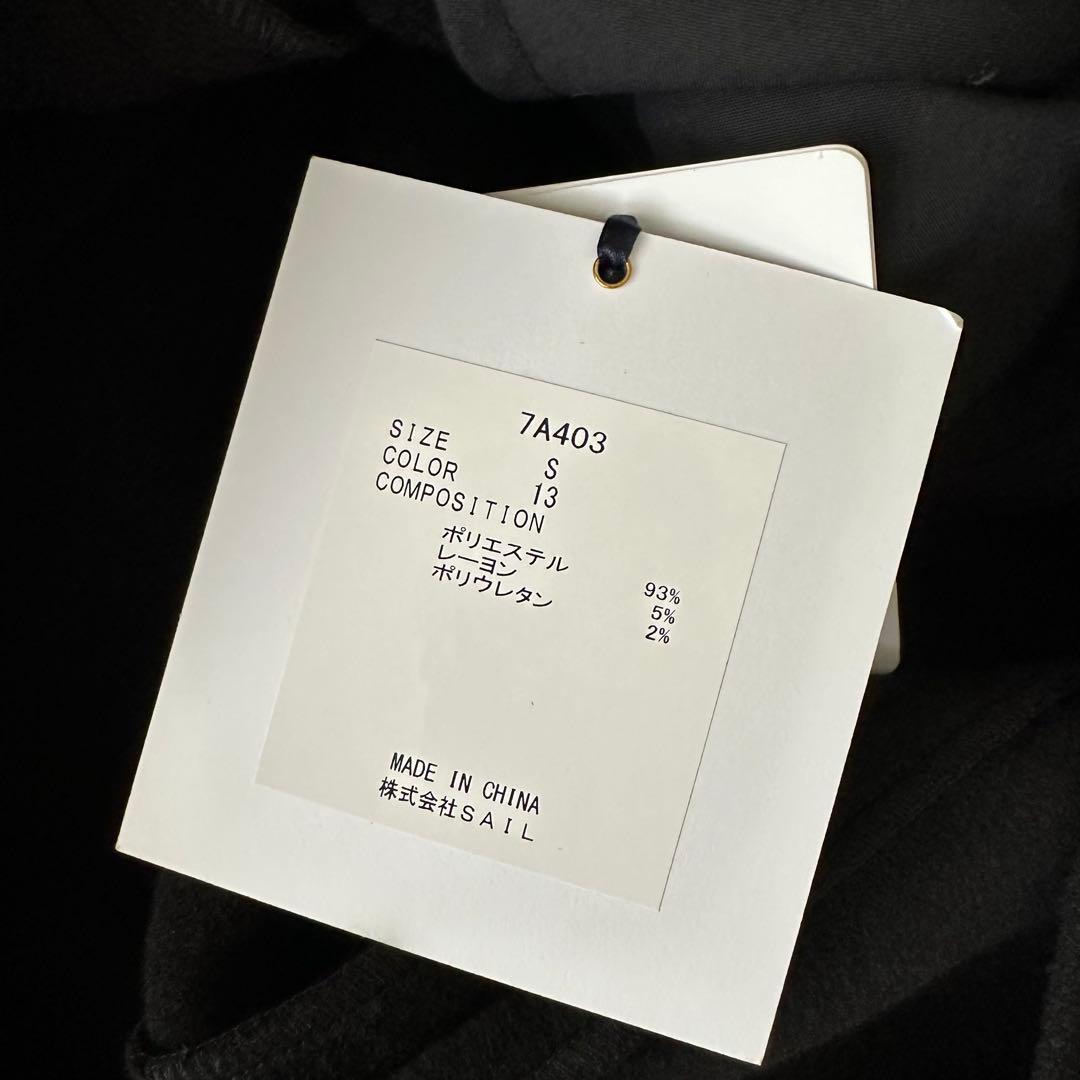 7A403
SIZE S
COLOR 13
COMPOSITION
ポリエステル 93%
レーヨン 5%
ポリウレタン 2%
MADE IN CHINA
株式会社SAIL